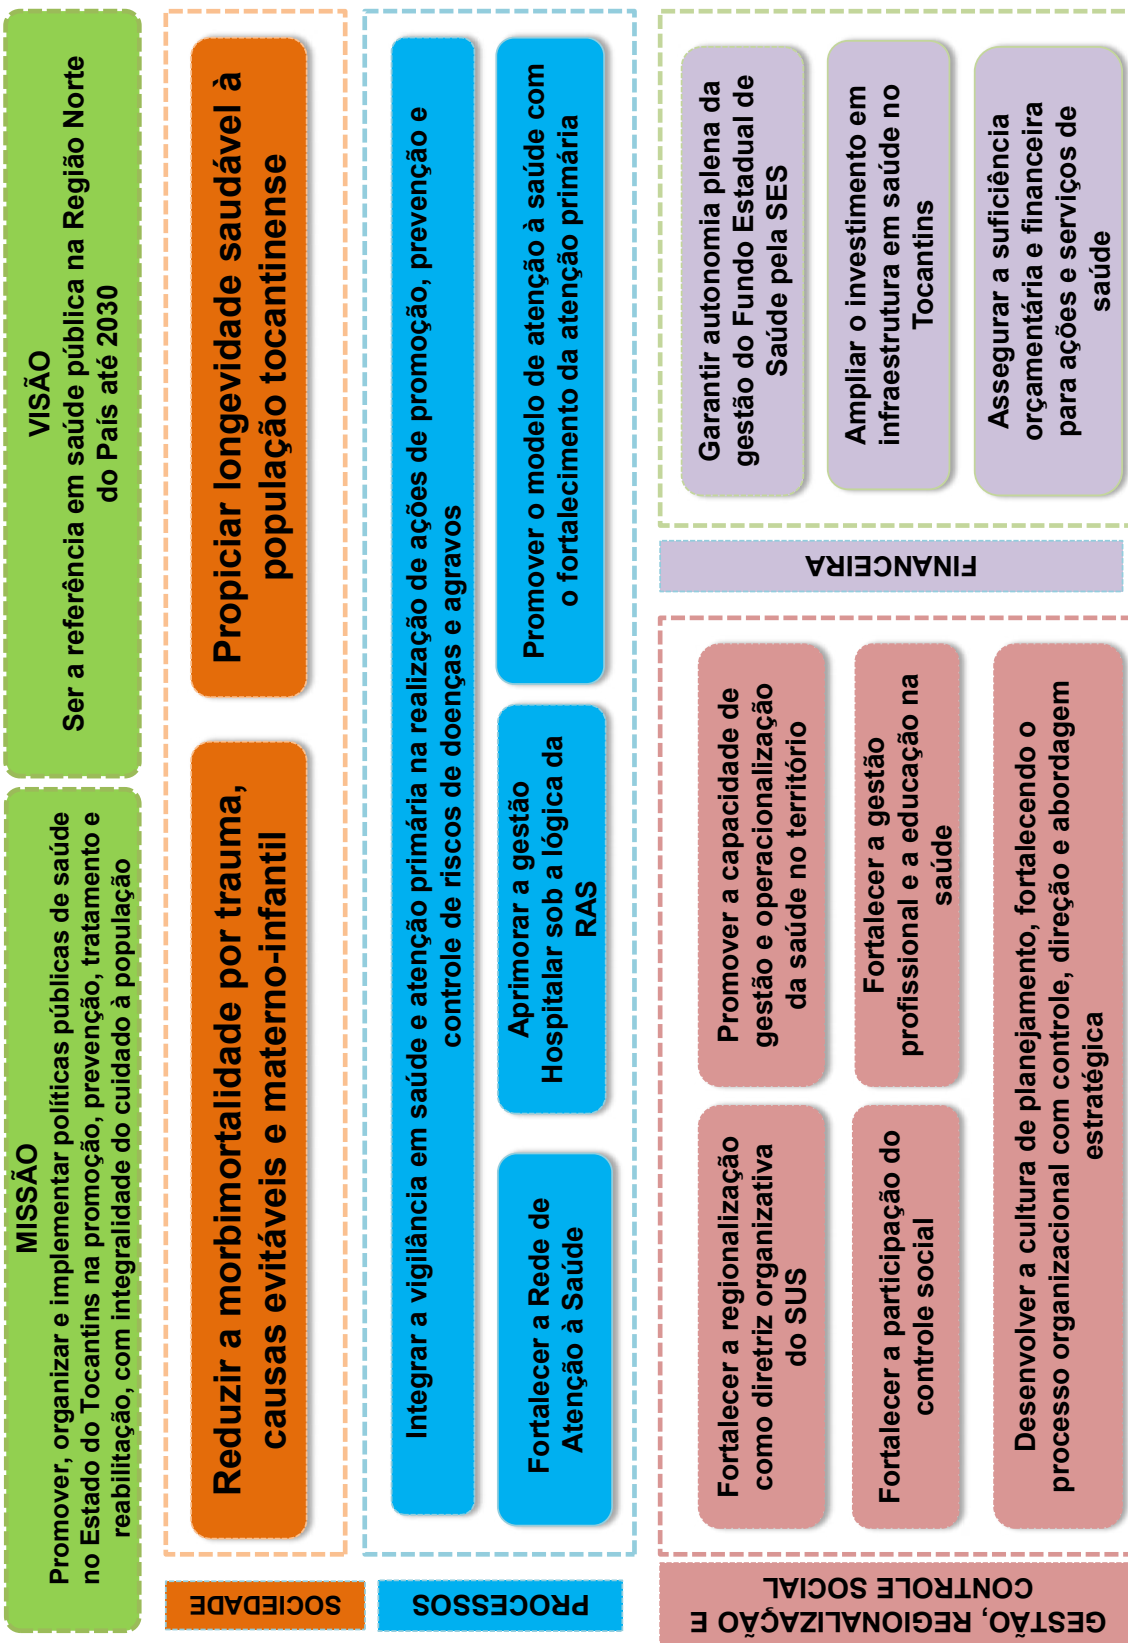 MISSÃO
Promover, organizar e implementar políticas públicas de saúde
no Estado do Tocantins na promoção, prevenção, tratamento e
reabilitação, com integralidade do cuidado à população
VISÃO
Ser a referência em saúde pública na Região Norte
do País até 2030
SOCIEDADE
Reduzir a morbimortalidade por trauma,
causas evitáveis e materno-infantil
Propiciar longevidade saudável à
população tocantinense
PROCESSOS
Integrar a vigilância em saúde e atenção primária na realização de ações de promoção, prevenção e
controle de riscos de doenças e agravos
Fortalecer a Rede de
Atenção à Saúde
Aprimorar a gestão
Hospitalar sob a lógica da
RAS
Promover o modelo de atenção à saúde com
o fortalecimento da atenção primária
GESTÃO, REGIONALIZAÇÃO E
CONTROLE SOCIAL
Fortalecer a regionalização
como diretriz organizativa
do SUS
Promover a capacidade de
gestão e operacionalização
da saúde no território
Fortalecer a participação do
controle social
Fortalecer a gestão
profissional e a educação na
saúde
Desenvolver a cultura de planejamento, fortalecendo o
processo organizacional com controle, direção e abordagem
estratégica
FINANCEIRA
Garantir autonomia plena da
gestão do Fundo Estadual de
Saúde pela SES
Ampliar o investimento em
infraestrutura em saúde no
Tocantins
Assegurar a suficiência
orçamentária e financeira
para ações e serviços de
saúde